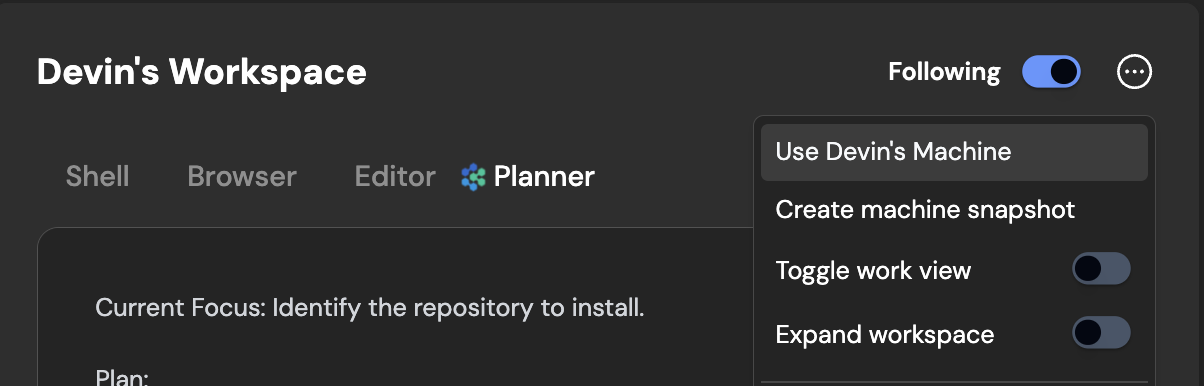 Devin's Workspace
Following
Shell
Browser
Editor
Planner
Use Devin's Machine
Create machine snapshot
Toggle work view
Expand workspace
Current Focus: Identify the repository to install.
Plan: